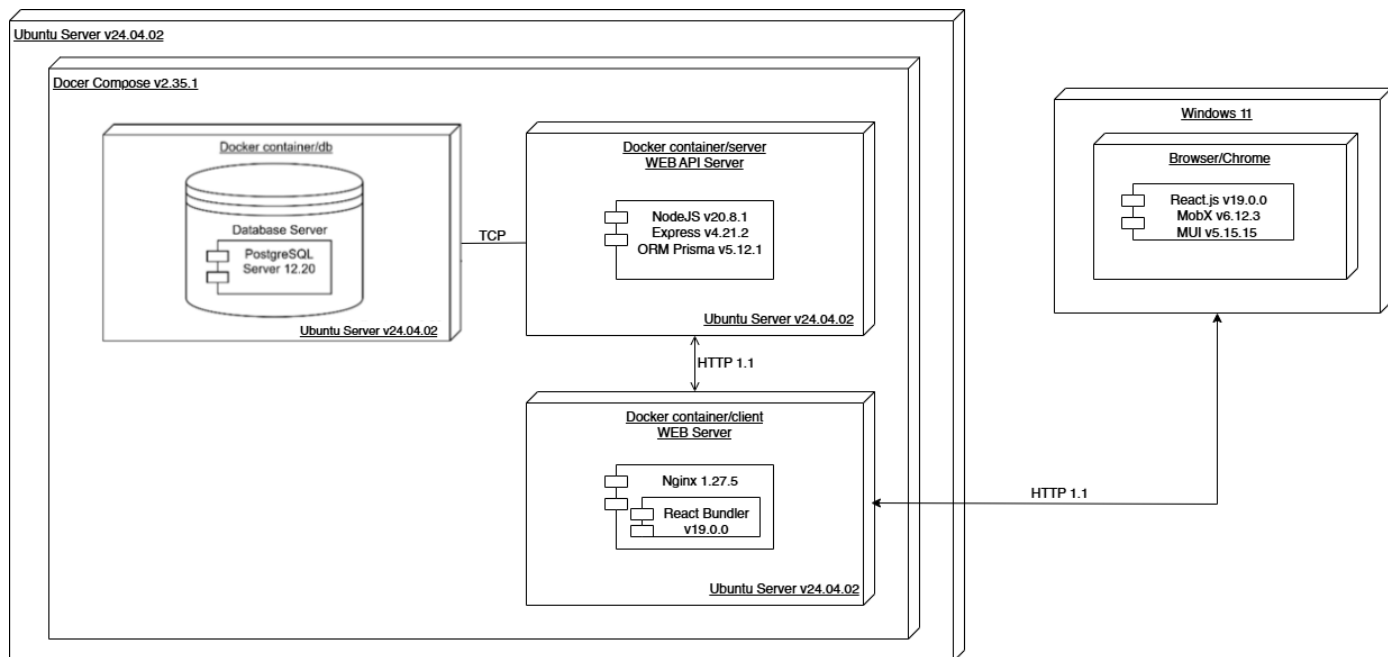 Ubuntu Server v24.04.02
Docer Compose v2.35.1
Docker container/db
Database Server
PostgreSQL
Server 12.20
Ubuntu Server v24.04.02
TCP
Docker container/server
WEB API Server
NodeJS v20.8.1
Express v4.21.2
ORM Prisma v5.12.1
Ubuntu Server v24.04.02
HTTP 1.1
Docker container/client
WEB Server
Nginx 1.27.5
React Bundler
v19.0.0
Ubuntu Server v24.04.02
HTTP 1.1
Windows 11
Browser/Chrome
React.js v19.0.0
MobX v6.12.3
MUI v5.15.15